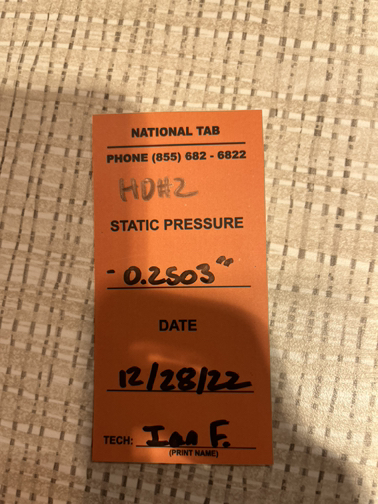 NATIONAL TAB
PHONE (855) 682 - 6822
HD#2
STATIC PRESSURE
- 0.2503"
DATE
12/28/22
TECH: Ian F.
(PRINT NAME)